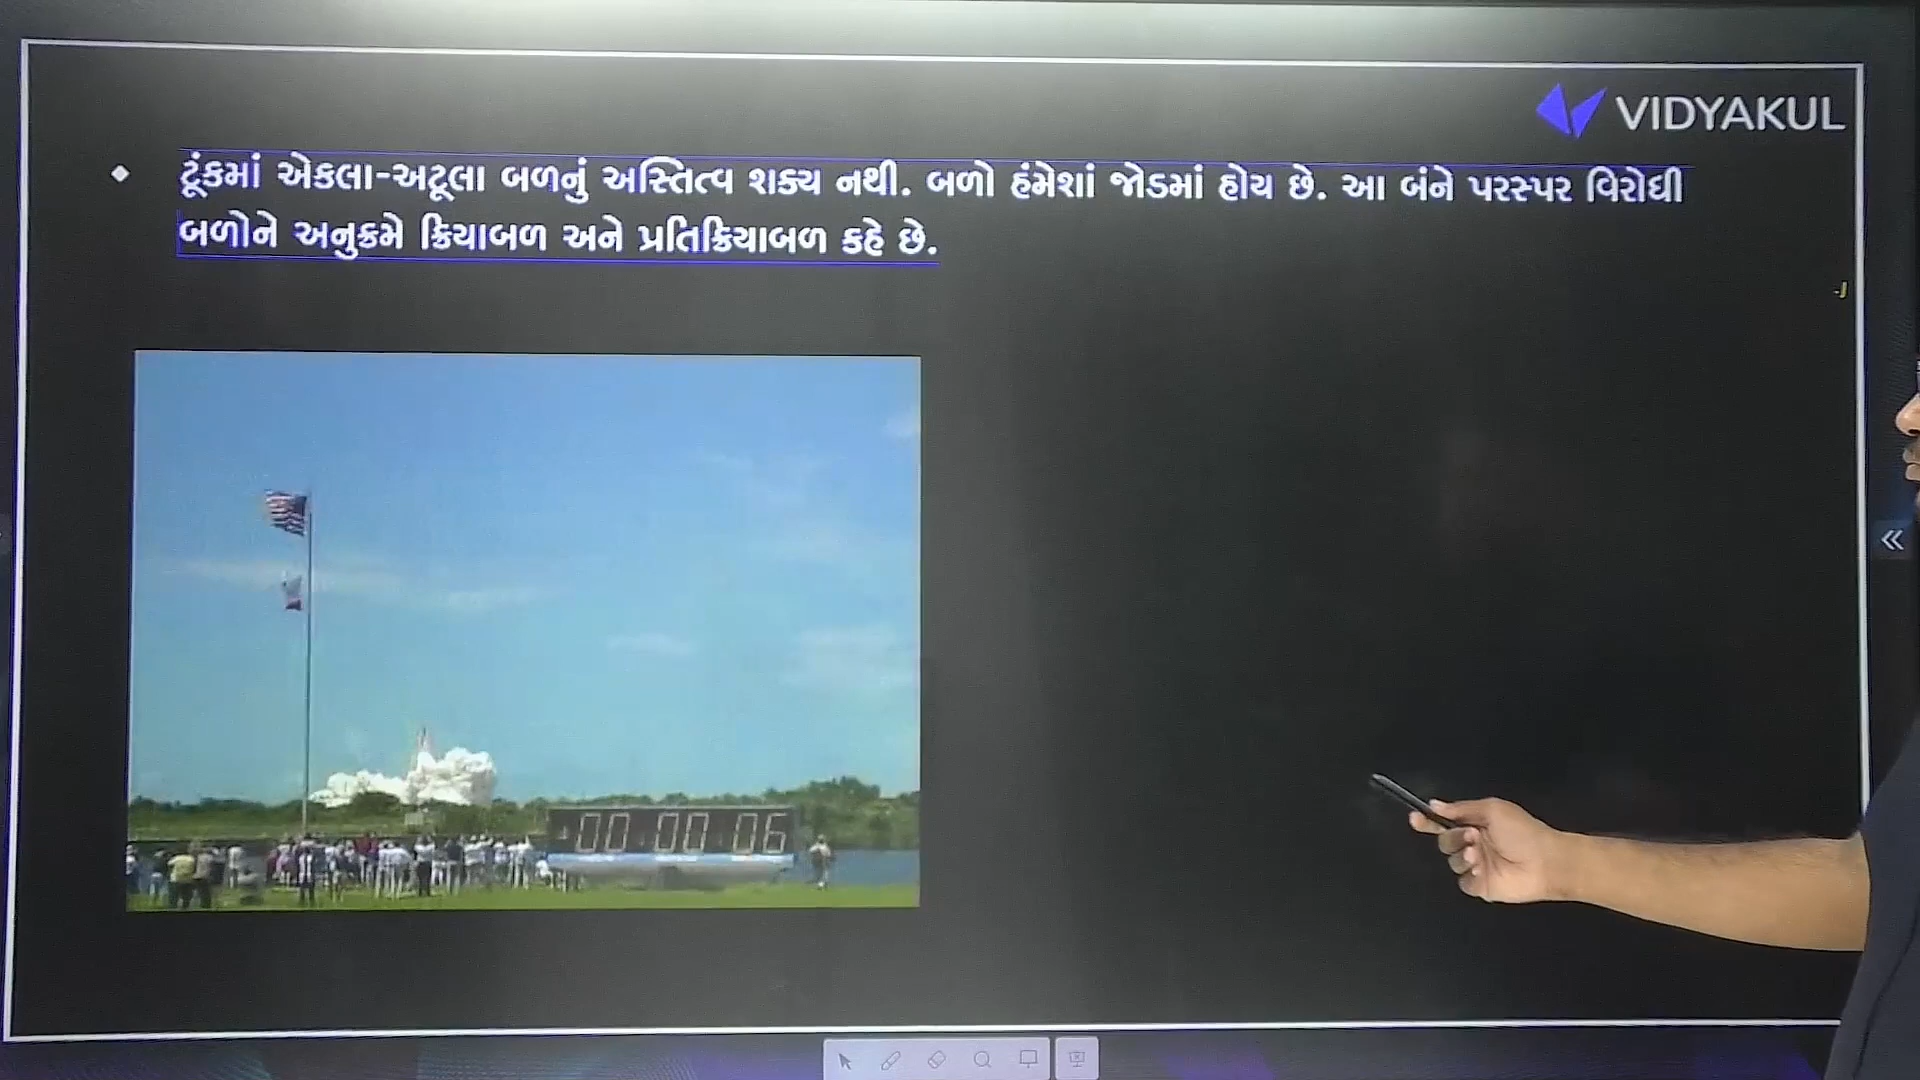 VIDYAKUL
ટૂંકમાં એકલા-અટૂલા બળનું અસ્તિત્વ શક્ય નથી. બળો હંમેશાં જોડમાં હોય છે. આ બંને પરસ્પર વિરોધી
બળોને અનુક્રમે ક્રિયાબળ અને પ્રતિક્રિયાબળ કહે છે.
00:00:06